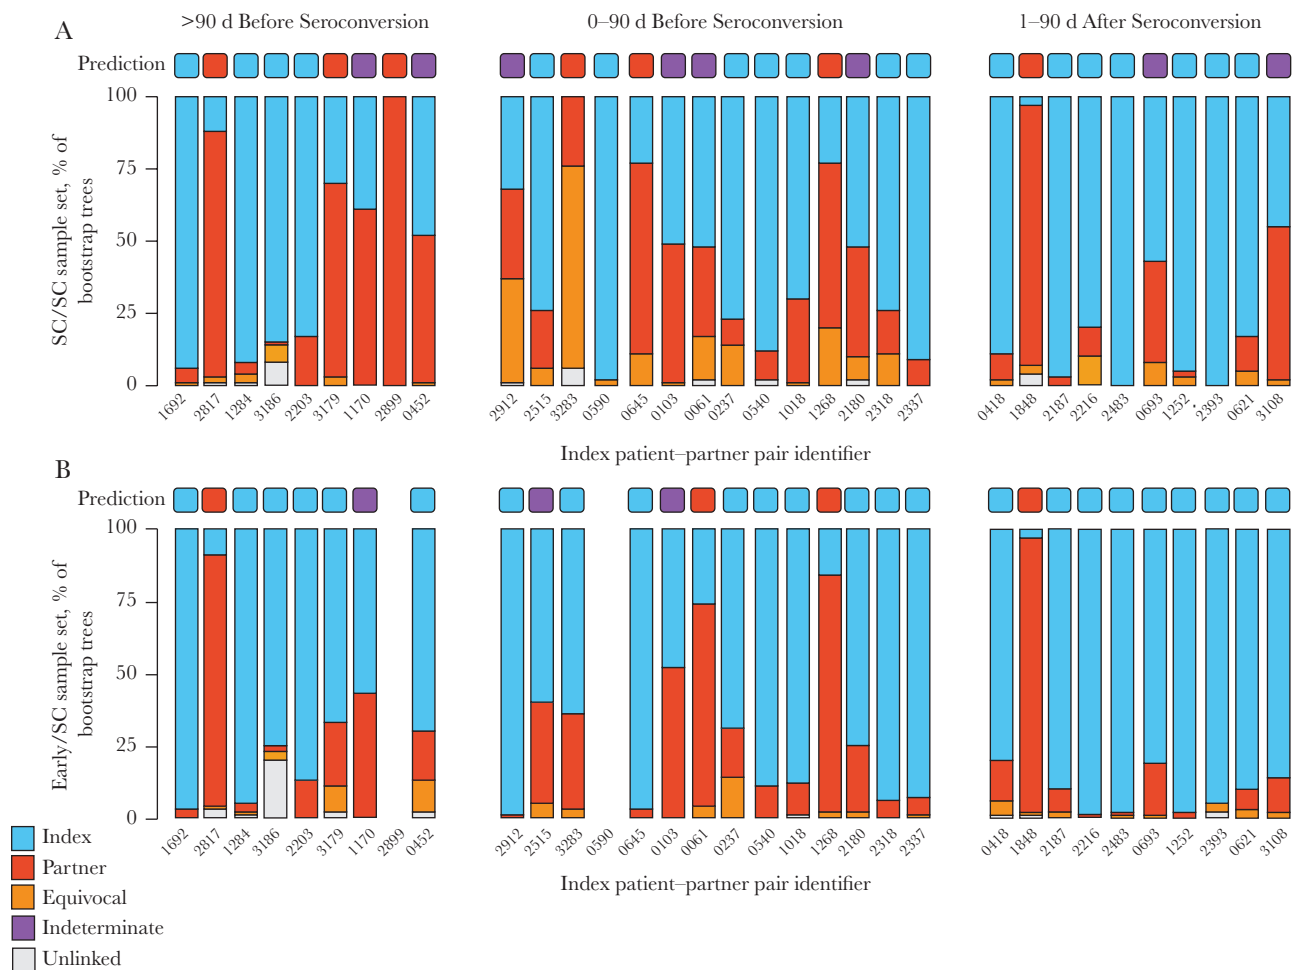 A
>90 d Before Seroconversion
0–90 d Before Seroconversion
1–90 d After Seroconversion
Prediction
SC/SC sample set, % of
bootstrap trees
100
75
50
25
0
1692 2817 1284 3186 2203 3179 1170 2899 0452
2912 2515 3283 0590 0645 0103 0061 0237 0540 1018 1268 2180 2318 2337
0418 1848 2187 2216 2483 0693 1252 2393 0621 3108
Index patient–partner pair identifier
B
Prediction
Early/SC sample set, % of
bootstrap trees
100
75
50
25
0
1692 2817 1284 3186 2203 3179 1170 2899 0452
2912 2515 3283 0590 0645 0103 0061 0237 0540 1018 1268 2180 2318 2337
0418 1848 2187 2216 2483 0693 1252 2393 0621 3108
Index patient–partner pair identifier
Index
Partner
Equivocal
Indeterminate
Unlinked